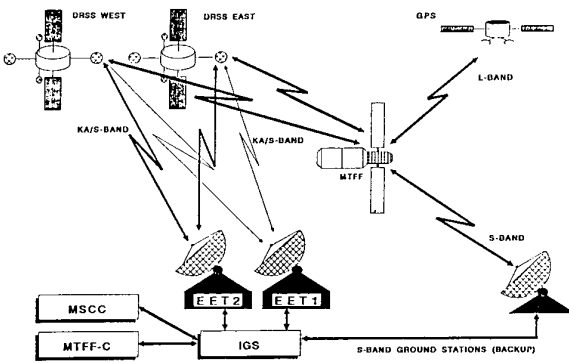 DRSS WEST
DRSS EAST
GPS
L-BAND
KA/S-BAND
KA/S-BAND
MTFF
S-BAND
EET2
EET1
MSCC
MTFF-C
IGS
S-BAND GROUND STATIONS (BACKUP)